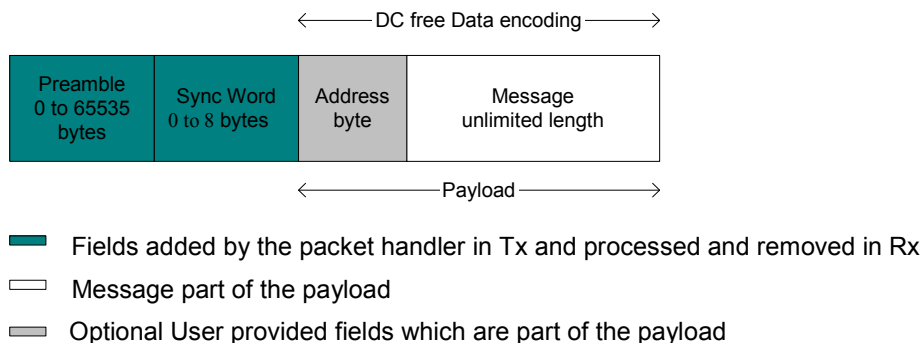 DC free Data encoding
Preamble
0 to 65535
bytes
Sync Word
0 to 8 bytes
Address
byte
Message
unlimited length
Payload
Fields added by the packet handler in Tx and processed and removed in Rx
Message part of the payload
Optional User provided fields which are part of the payload